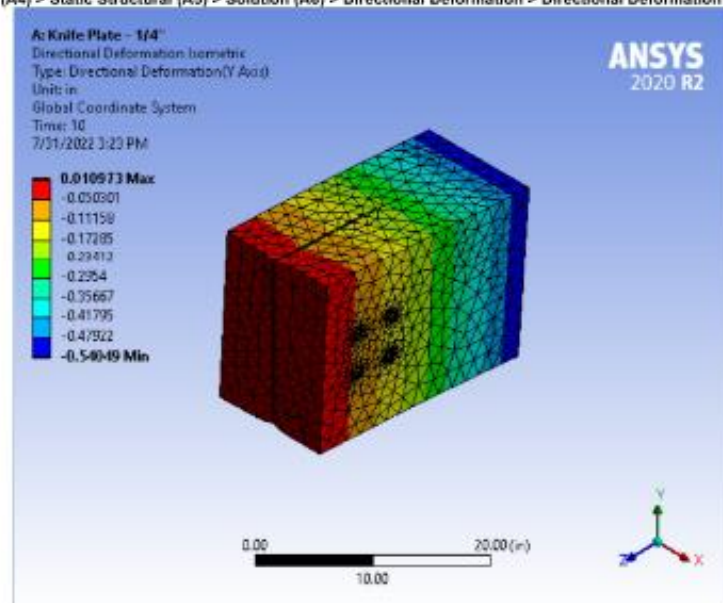 (A4) > Static Structural (A5) > Solution (A6) > Directional Deformation > Directional Deformation
A: Knife Plate - 1/4"
Directional Deformation Isometric
Type: Directional Deformation(Y Axis)
Unit: in
Global Coordinate System
Time: 10
7/31/2022 3:23 PM
ANSYS
2020 R2
0.010973 Max
-0.050301
-0.11158
-0.17285
-0.23412
-0.2954
-0.35667
-0.41795
-0.47922
-0.54049 Min
Y
Z
X
0.00
20.00 (in)
10.00